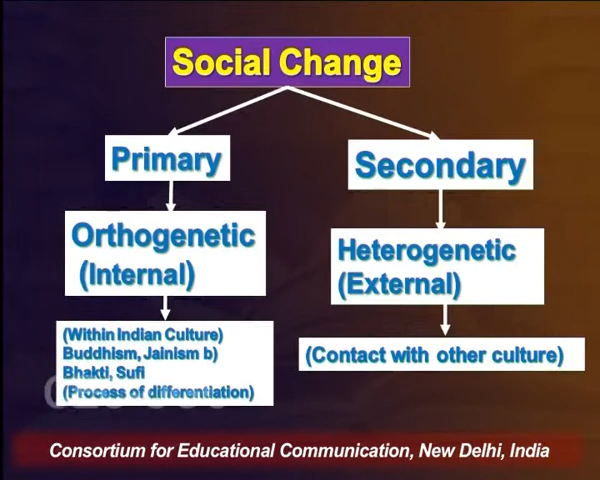 Social Change
Primary
Secondary
Orthogenetic
(Internal)
Heterogenetic
(External)
(Within Indian Culture)
Buddhism, Jainism b)
Bhakti, Sufi
(Process of differentiation)
(Contact with other culture)
Consortium for Educational Communication, New Delhi, India